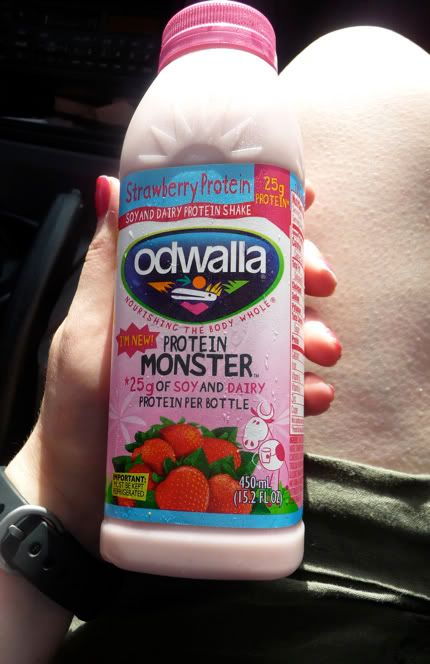 Strawberry Protein
25g
PROTEIN*
SOY AND DAIRY PROTEIN SHAKE
odwalla
NOURISHING THE BODY WHOLE®
I'M NEW!
PROTEIN
MONSTER™
*25g OF SOY AND DAIRY
PROTEIN PER BOTTLE
IMPORTANT:
MUST BE KEPT
REFRIGERATED
450 mL
(15.2 FL OZ)